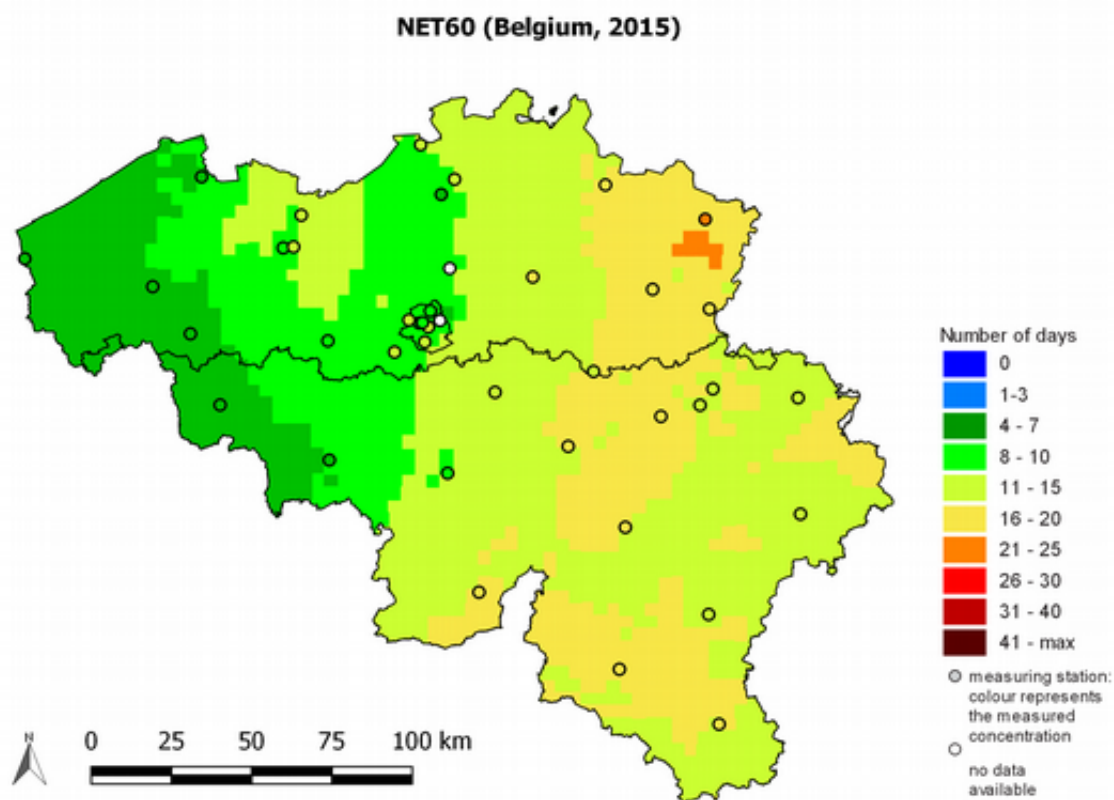 NET60 (Belgium, 2015)
Number of days
0
1-3
4 - 7
8 - 10
11 - 15
16 - 20
21 - 25
26 - 30
31 - 40
41 - max
measuring station:
colour represents
the measured
concentration
no data
available
N
0 25 50 75 100 km